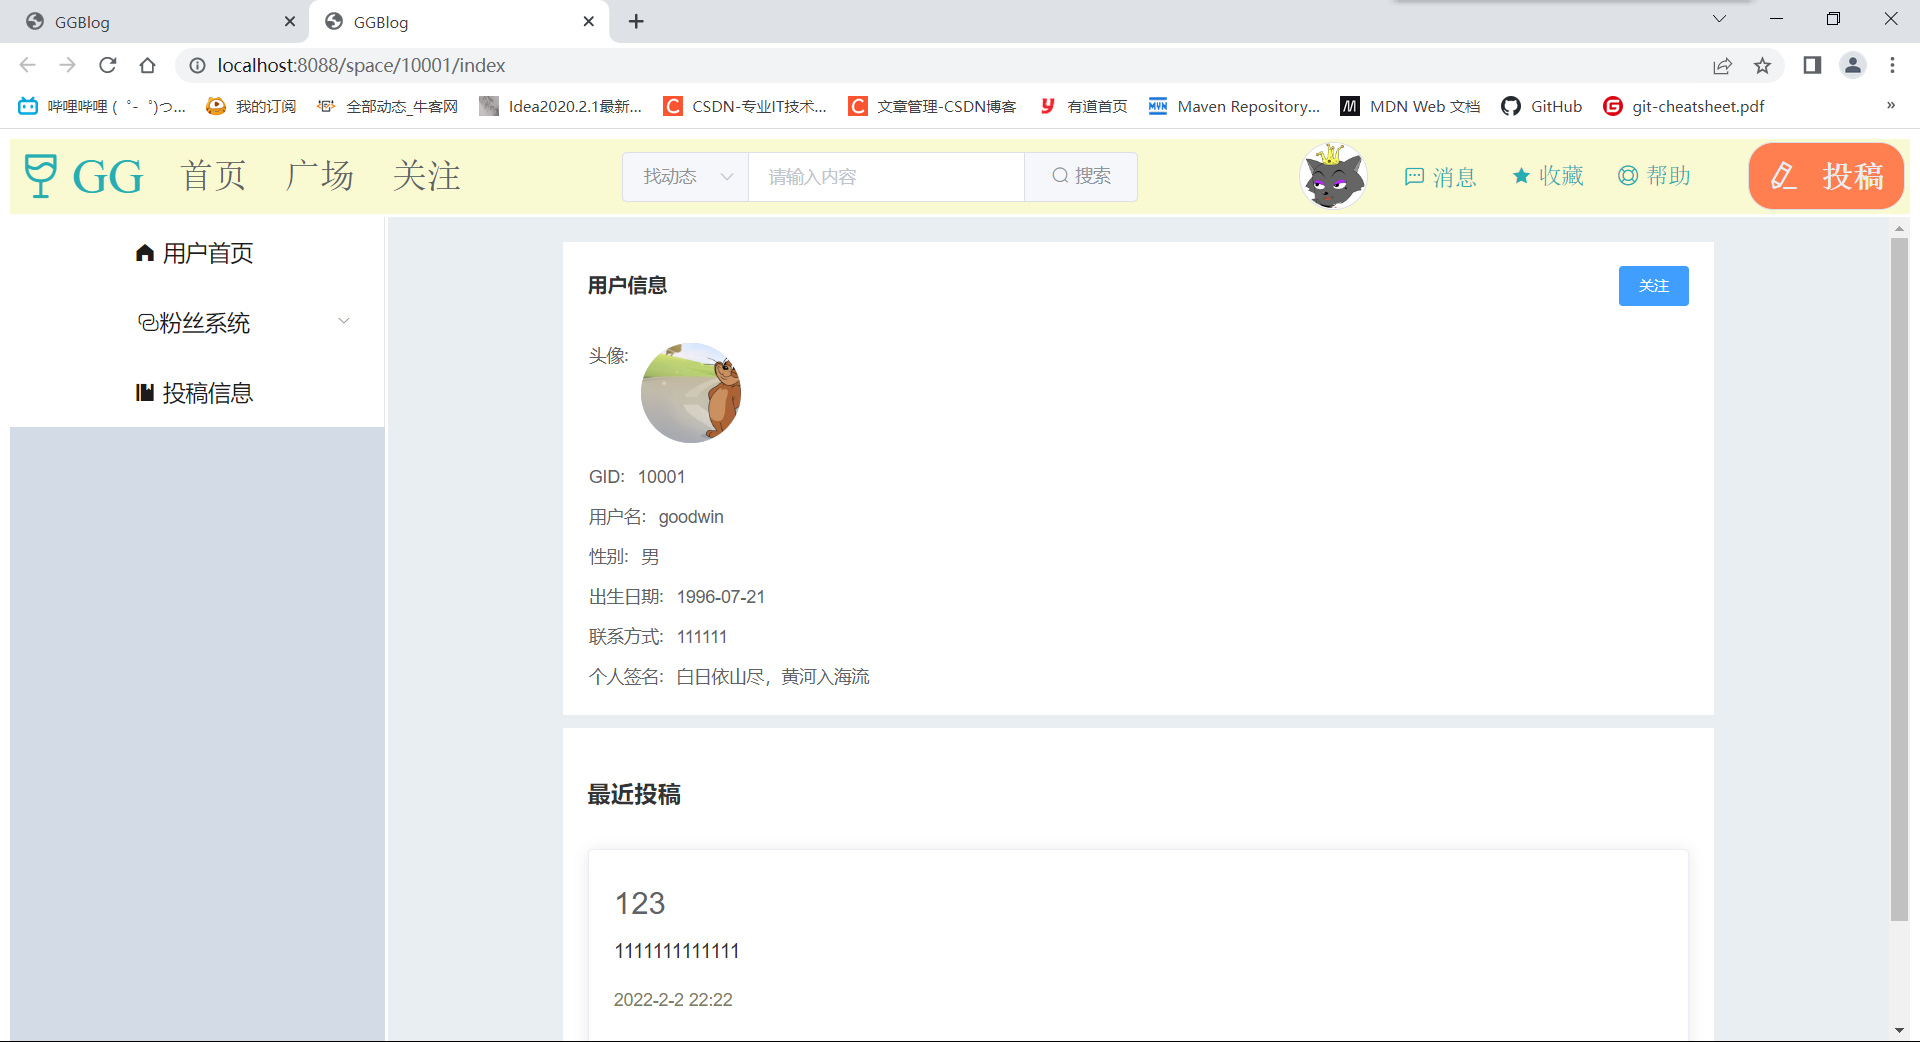 GGBlog
GGBlog
localhost:8088/space/10001/index
哔哩哔哩 ( ゜- ゜)つ...
我的订阅
全部动态_牛客网
Idea2020.2.1最新...
CSDN-专业IT技术...
文章管理-CSDN博客
有道首页
Maven Repository...
MDN Web 文档
GitHub
git-cheatsheet.pdf
GG 首页 广场 关注
找动态 请输入内容 搜索
消息 收藏 帮助 投稿
用户首页
粉丝系统
投稿信息
用户信息
关注
头像:
GID: 10001
用户名: goodwin
性别: 男
出生日期: 1996-07-21
联系方式: 111111
个人签名: 白日依山尽，黄河入海流
最近投稿
123
1111111111111
2022-2-2 22:22